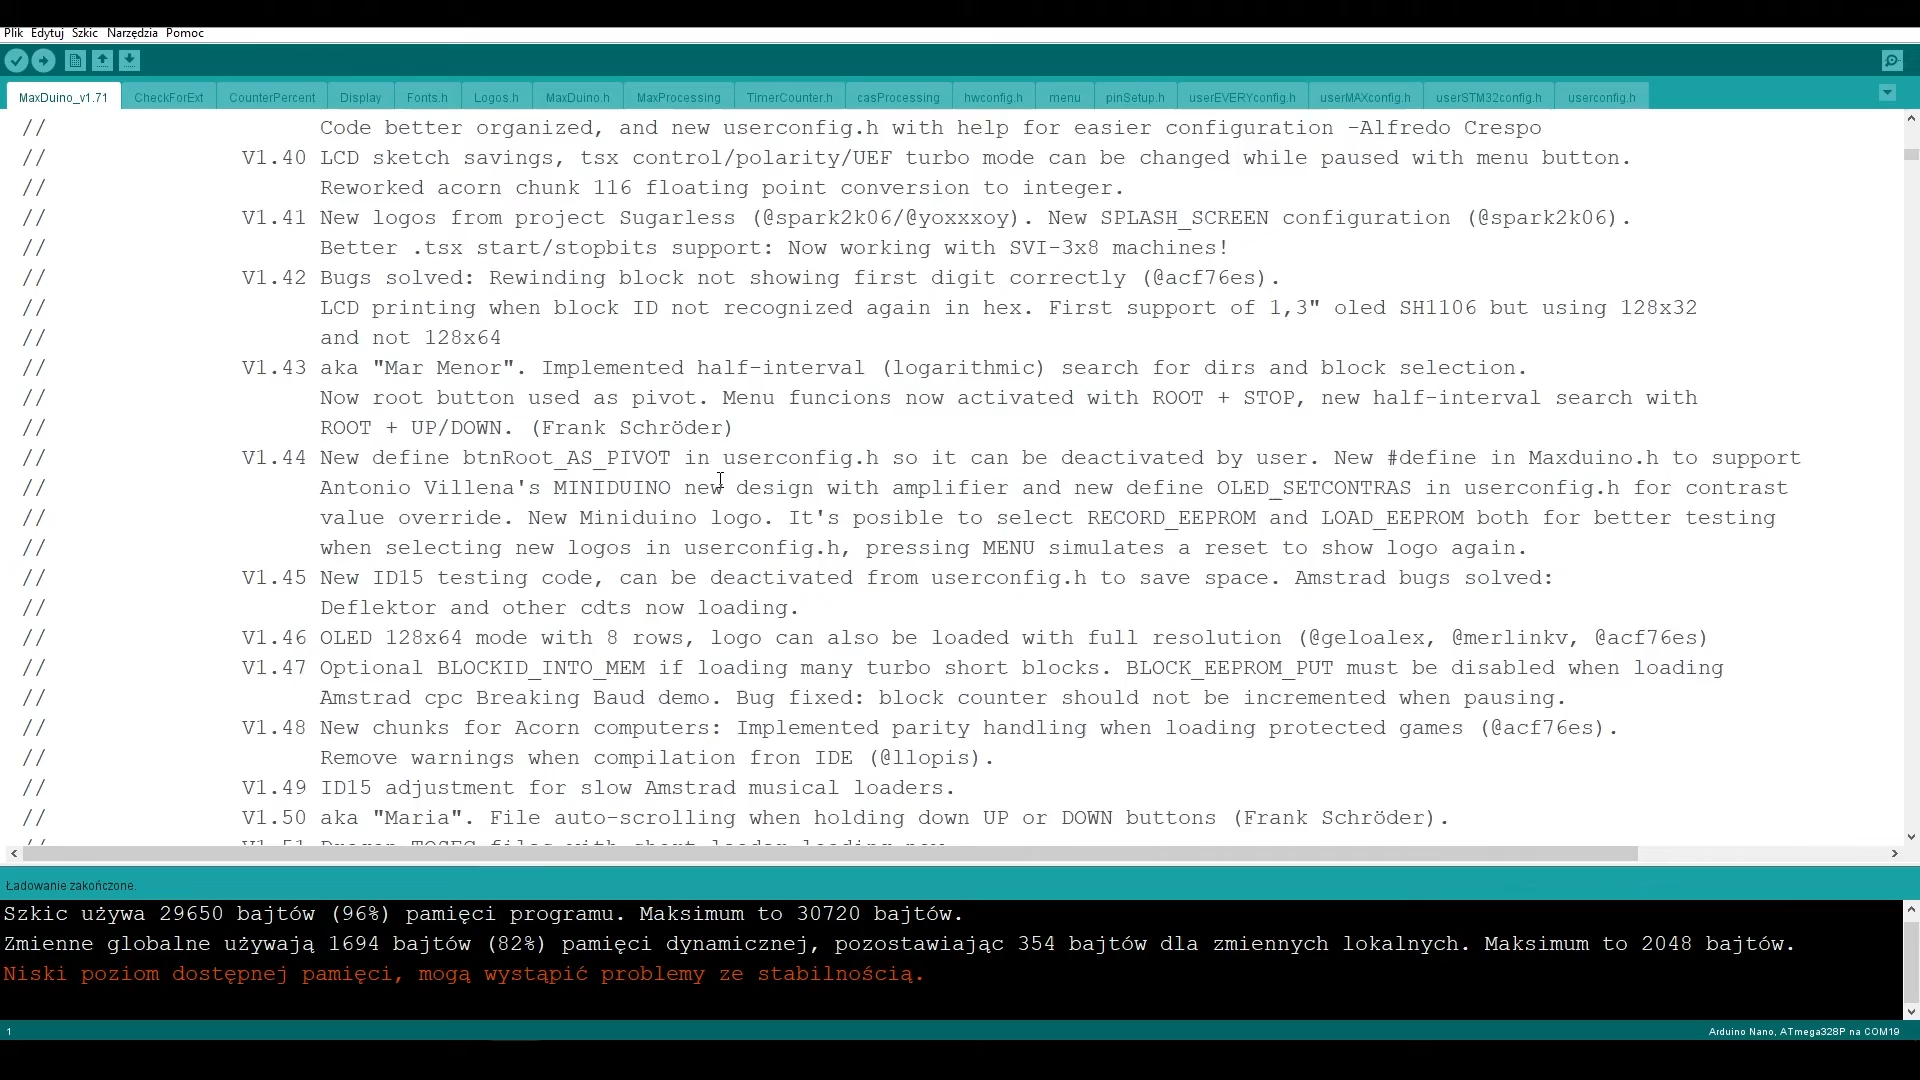 Plik Edytuj Szkic Narzędzia Pomoc
MaxDuino_v1.71 CheckForExt CounterPercent Display Fonts.h Logos.h MaxDuino.h MaxProcessing TimerCounter.h casProcessing hwconfig.h menu pinSetup.h userEVERYconfig.h userMAXconfig.h userSTM32config.h userconfig.h
// Code better organized, and new userconfig.h with help for easier configuration -Alfredo Crespo
// V1.40 LCD sketch savings, tsx control/polarity/UEF turbo mode can be changed while paused with menu button.
// Reworked acorn chunk 116 floating point conversion to integer.
// V1.41 New logos from project Sugarless (@spark2k06/@yoxxxoy). New SPLASH_SCREEN configuration (@spark2k06).
// Better .tsx start/stopbits support: Now working with SVI-3x8 machines!
// V1.42 Bugs solved: Rewinding block not showing first digit correctly (@acf76es).
// LCD printing when block ID not recognized again in hex. First support of 1,3" oled SH1106 but using 128x32
// and not 128x64
// V1.43 aka "Mar Menor". Implemented half-interval (logarithmic) search for dirs and block selection.
// Now root button used as pivot. Menu funcions now activated with ROOT + STOP, new half-interval search with
// ROOT + UP/DOWN. (Frank Schröder)
// V1.44 New define btnRoot_AS_PIVOT in userconfig.h so it can be deactivated by user. New #define in Maxduino.h to support
// Antonio Villena's MINIDUINO new design with amplifier and new define OLED_SETCONTRAS in userconfig.h for contrast
// value override. New Miniduino logo. It's posible to select RECORD_EEPROM and LOAD_EEPROM both for better testing
// when selecting new logos in userconfig.h, pressing MENU simulates a reset to show logo again.
// V1.45 New ID15 testing code, can be deactivated from userconfig.h to save space. Amstrad bugs solved:
// Deflektor and other cdts now loading.
// V1.46 OLED 128x64 mode with 8 rows, logo can also be loaded with full resolution (@geloalex, @merlinkv, @acf76es)
// V1.47 Optional BLOCKID_INTO_MEM if loading many turbo short blocks. BLOCK_EEPROM_PUT must be disabled when loading
// Amstrad cpc Breaking Baud demo. Bug fixed: block counter should not be incremented when pausing.
// V1.48 New chunks for Acorn computers: Implemented parity handling when loading protected games (@acf76es).
// Remove warnings when compilation fron IDE (@llopis).
// V1.49 ID15 adjustment for slow Amstrad musical loaders.
// V1.50 aka "Maria". File auto-scrolling when holding down UP or DOWN buttons (Frank Schröder).
Ładowanie zakończone.
Szkic używa 29650 bajtów (96%) pamięci programu. Maksimum to 30720 bajtów.
Zmienne globalne używają 1694 bajtów (82%) pamięci dynamicznej, pozostawiając 354 bajtów dla zmiennych lokalnych. Maksimum to 2048 bajtów.
Niski poziom dostępnej pamięci, mogą wystąpić problemy ze stabilnością.
1 Arduino Nano, ATmega328P na COM19